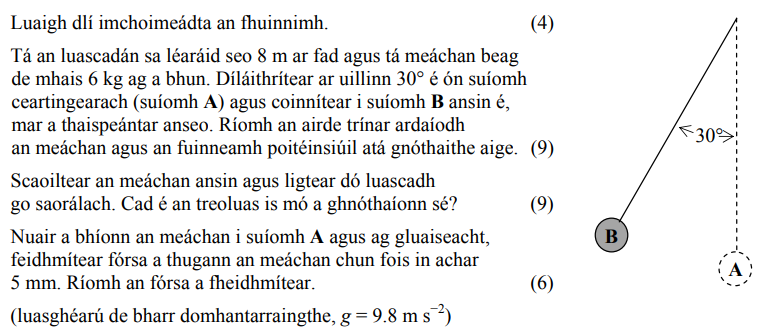 Luaigh dlí imchoimeádta an fhuinnimh. (4)
Tá an luascadán sa léaráid seo 8 m ar fad agus tá meáchan beag
de mhais 6 kg ag a bhun. Díláithrítear ar uillinn 30° é ón suíomh
ceartingearach (suíomh A) agus coinnítear i suíomh B ansin é,
mar a thaispeántar anseo. Ríomh an airde trínar ardaíodh
an meáchan agus an fuinneamh poitéinsiúil atá gnóthaithe aige. (9)
Scaoiltear an meáchan ansin agus ligtear dó luascadh
go saorálach. Cad é an treoluas is mó a ghnóthaíonn sé? (9)
Nuair a bhíonn an meáchan i suíomh A agus ag gluaiseacht,
feidhmítear fórsa a thugann an meáchan chun fois in achar
5 mm. Ríomh an fórsa a fheidhmítear. (6)
(luasghéarú de bharr domhantarraingthe, g = 9.8 m s⁻²)
30°
B
A